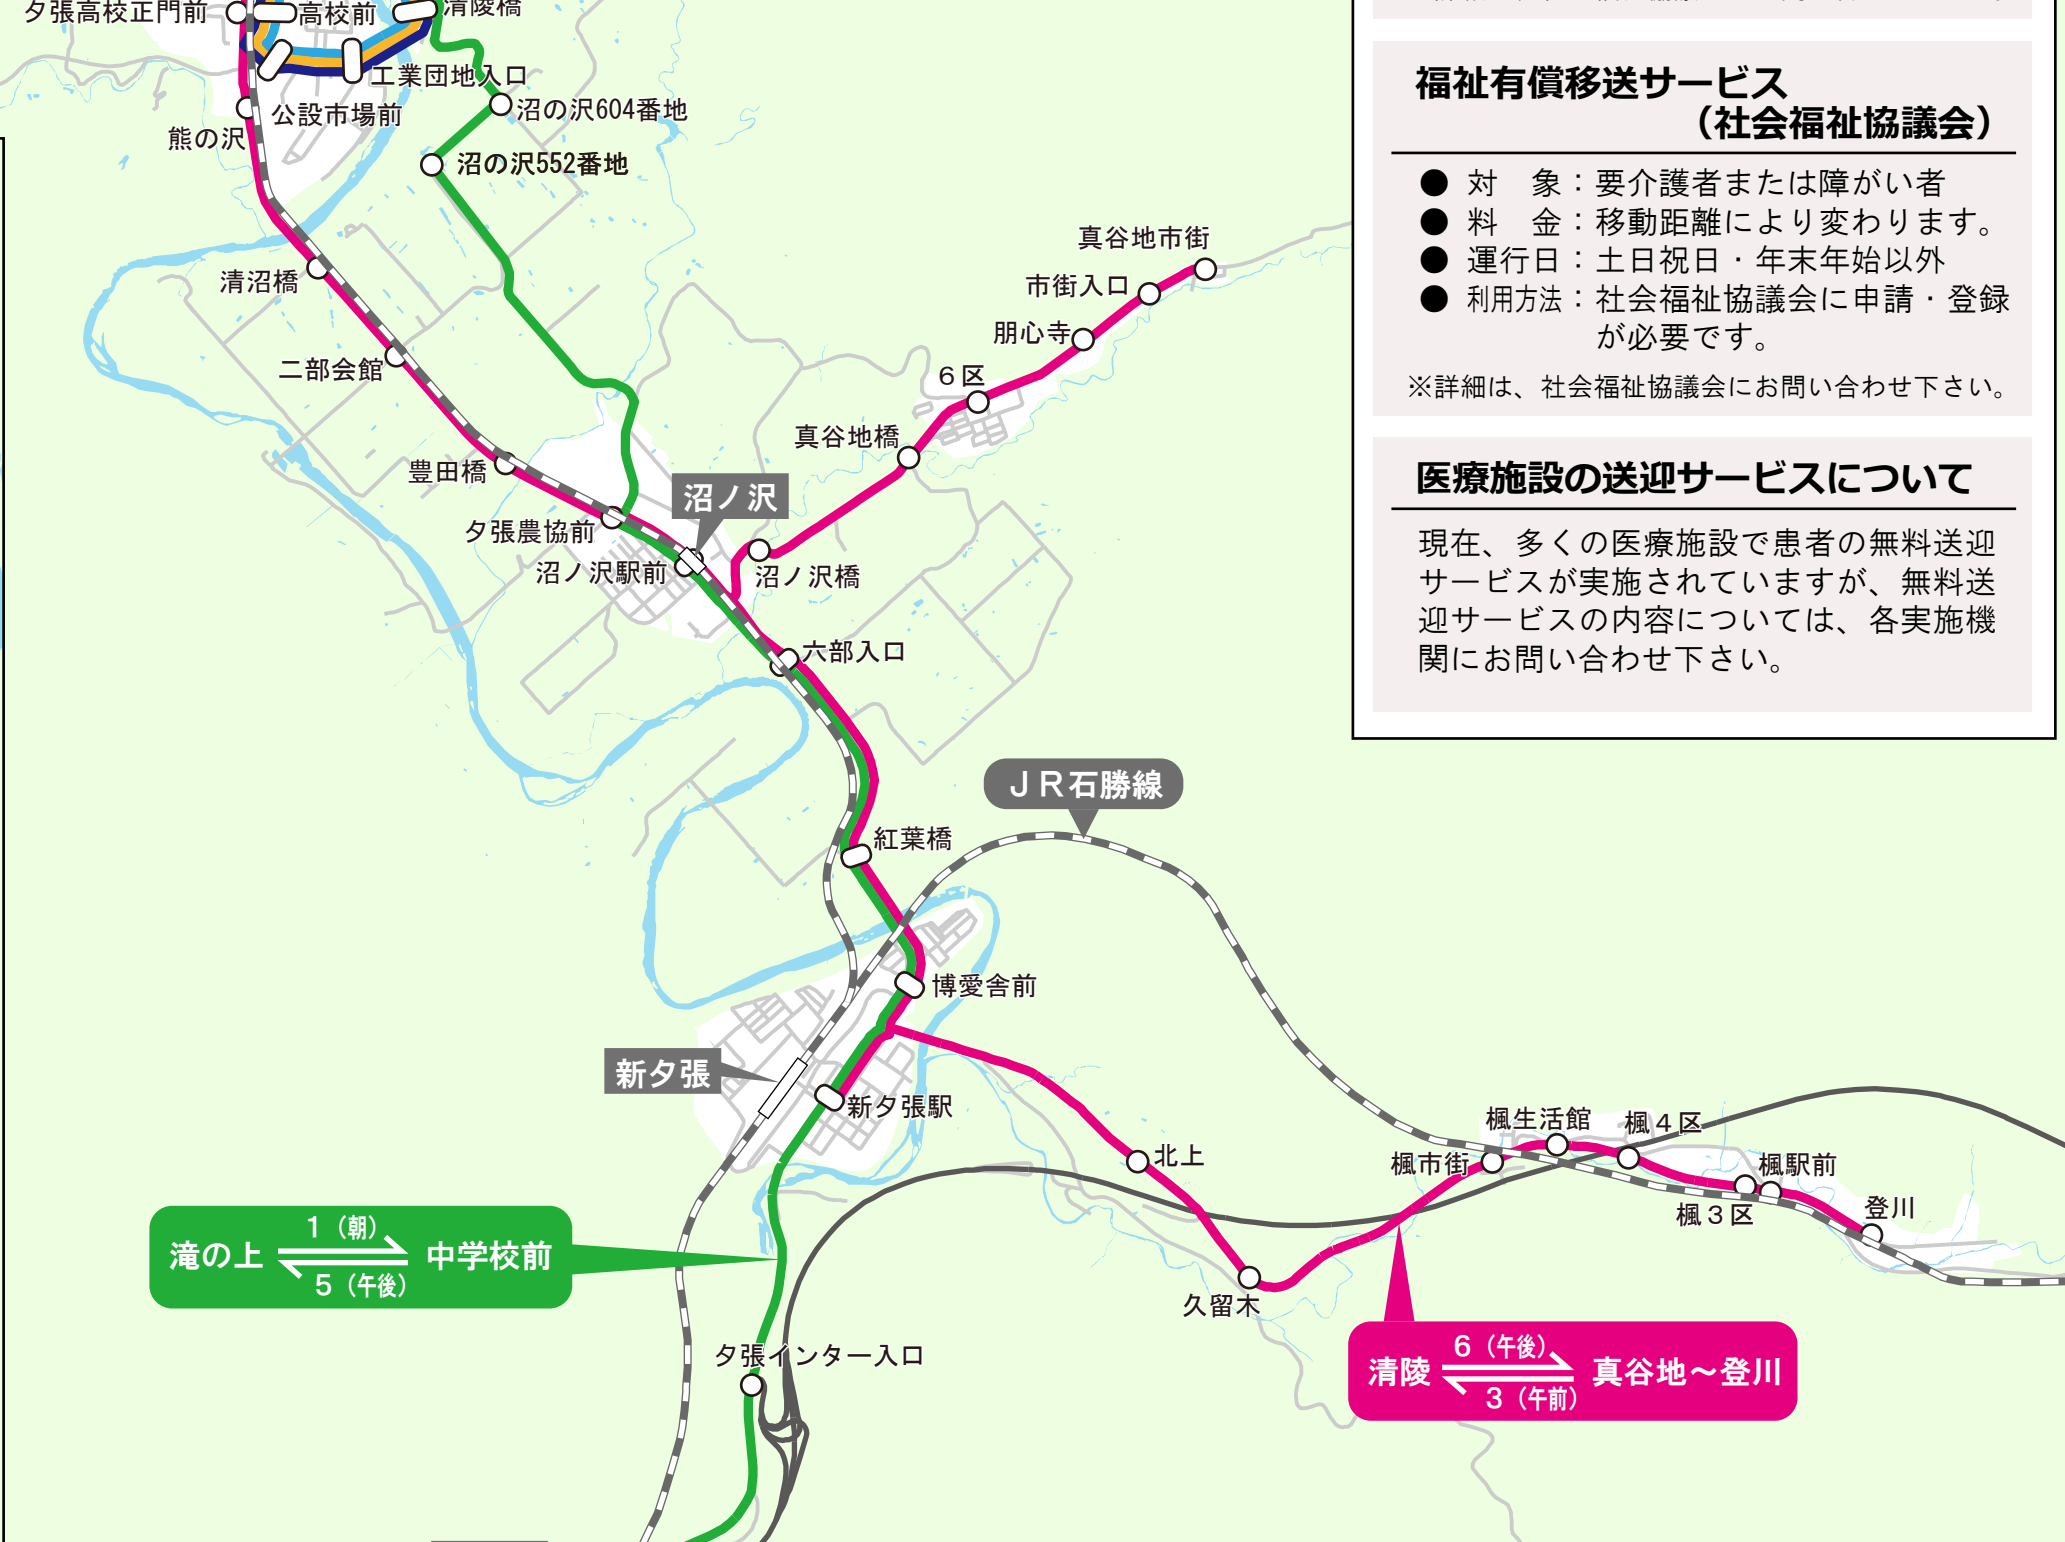 夕張高校正門前
高校前
清陵橋
工業団地入口
公設市場前
熊の沢
沼の沢604番地
沼の沢552番地
清沼橋
二部会館
豊田橋
夕張農協前
沼ノ沢
沼ノ沢駅前
沼ノ沢橋
真谷地市街
市街入口
朋心寺
6区
真谷地橋
六部入口
JR石勝線
紅葉橋
博愛舎前
新夕張
新夕張駅
北上
久留木
楓市街
楓生活館
楓4区
楓駅前
楓3区
登川
滝の上
1（朝）
5（午後）
中学校前
夕張インター入口
清陵
6（午後）
3（午前）
真谷地～登川
福祉有償移送サービス
（社会福祉協議会）
● 対　象：要介護者または障がい者
● 料　金：移動距離により変わります。
● 運行日：土日祝日・年末年始以外
● 利用方法：社会福祉協議会に申請・登録
が必要です。
※詳細は、社会福祉協議会にお問い合わせ下さい。
医療施設の送迎サービスについて
現在、多くの医療施設で患者の無料送迎
サービスが実施されていますが、無料送
迎サービスの内容については、各実施機
関にお問い合わせ下さい。